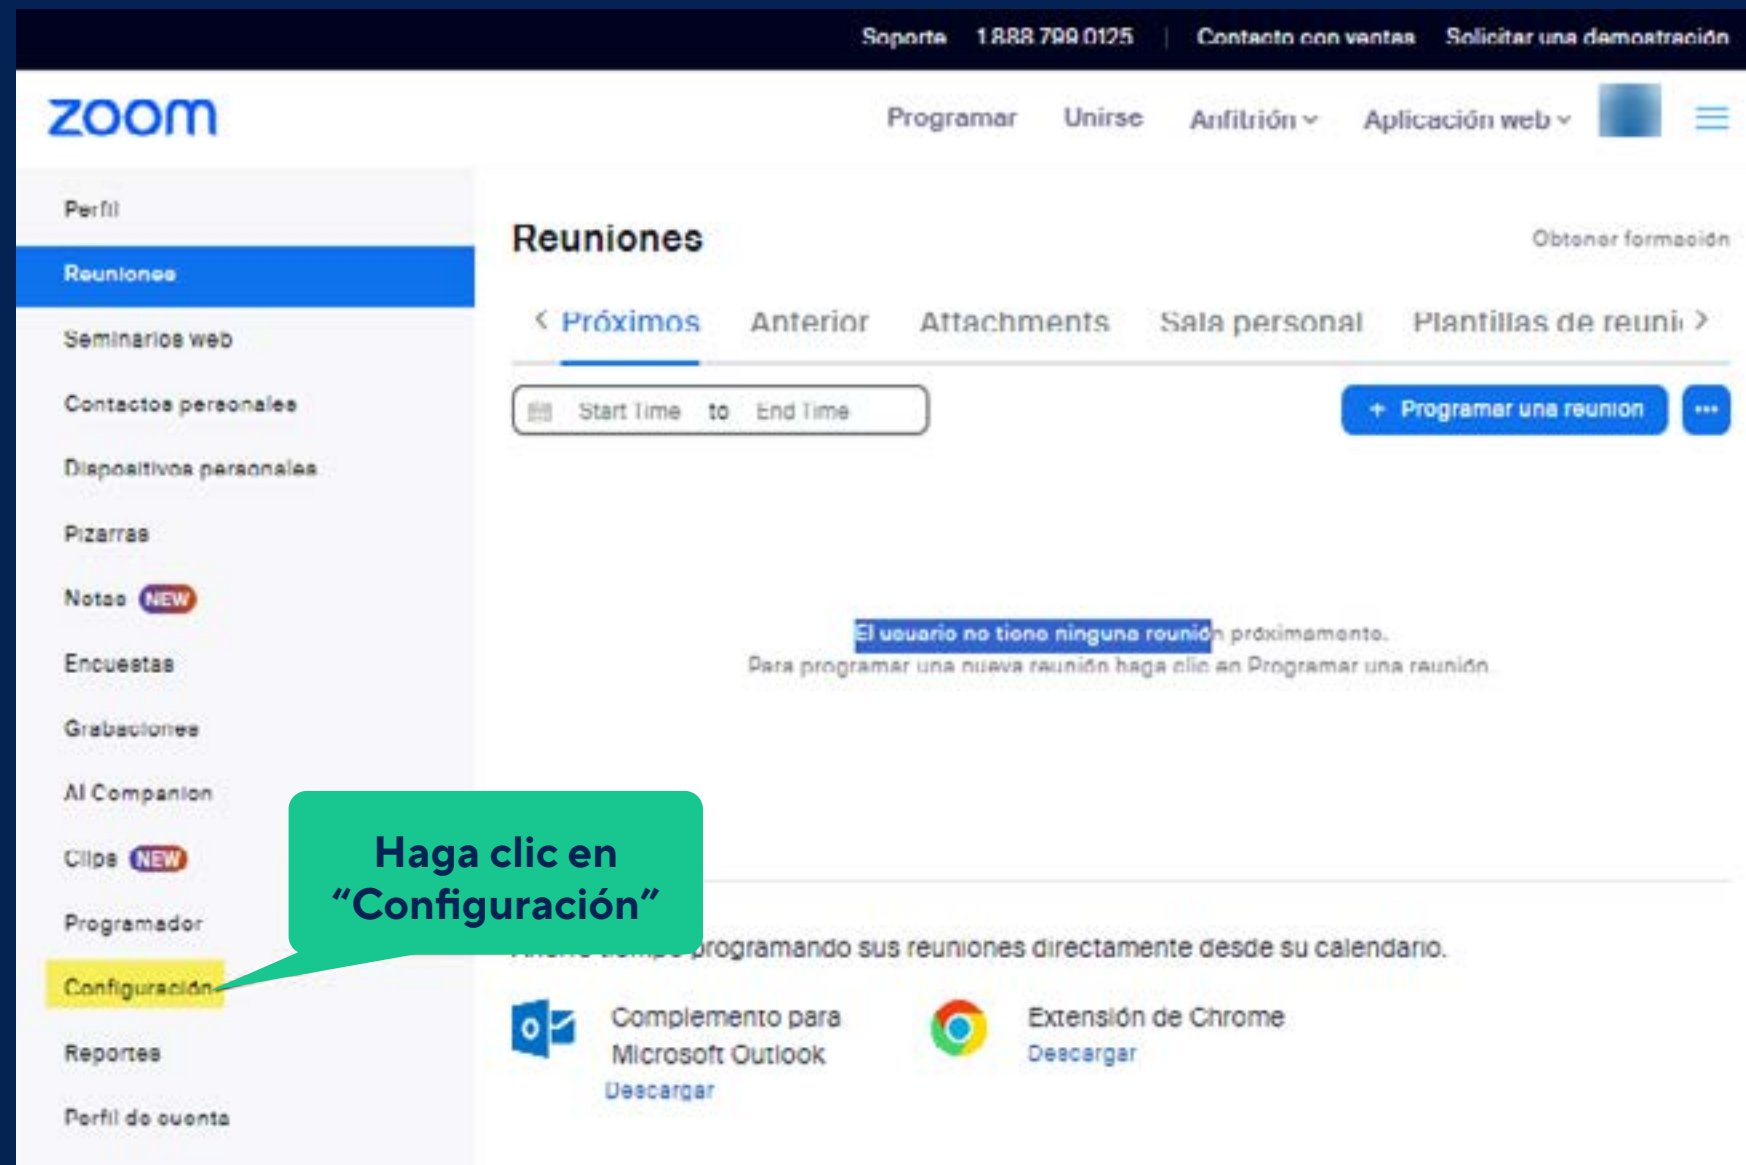 Soporte 1.888.799.0125 | Contacto con ventas Solicitar una demostración
zoom
Programar Unirse Anfitrión Aplicación web
Perfil
Reuniones
Seminarios web
Contactos personales
Dispositivos personales
Pizarras
Notas NEW
Encuestas
Grabaciones
AI Companion
Clips NEW
Programador
Configuración
Reportes
Perfil de cuenta
Haga clic en
“Configuración”
Reuniones
Obtener formación
< Próximos Anterior Attachments Sala personal Plantillas de reuni >
Start Time to End Time
+ Programar una reunión ...
El usuario no tiene ninguna reunión próximamente.
Para programar una nueva reunión haga clic en Programar una reunión.
programando sus reuniones directamente desde su calendario.
Complemento para
Microsoft Outlook
Descargar
Extensión de Chrome
Descargar